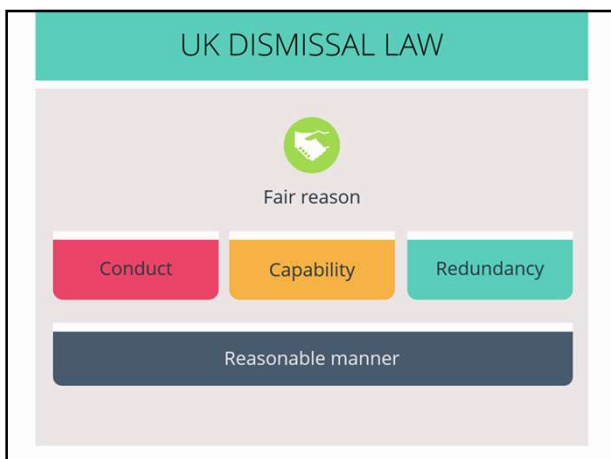 UK DISMISSAL LAW
Fair reason
Conduct
Capability
Redundancy
Reasonable manner